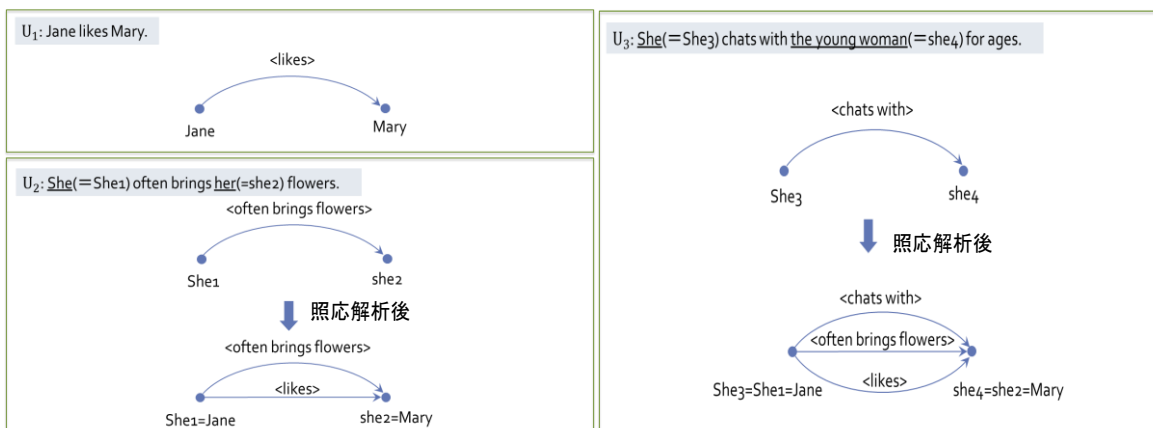 U₁: Jane likes Mary.
<likes>
Jane
Mary
U₂: She(=She1) often brings her(=she2) flowers.
<often brings flowers>
She1
she2
照応解析後
<often brings flowers>
<likes>
She1=Jane
she2=Mary
U₃: She(=She3) chats with the young woman(=she4) for ages.
<chats with>
She3
she4
照応解析後
<chats with>
<often brings flowers>
<likes>
She3=She1=Jane
she4=she2=Mary